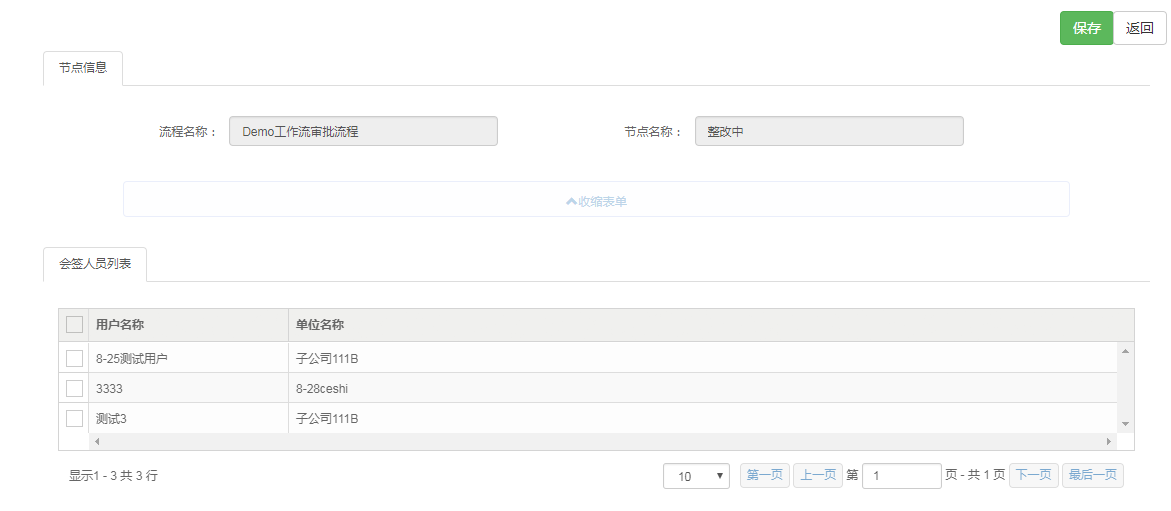 保存 返回
节点信息
流程名称： Demo工作流审批流程 节点名称： 整改中
收缩表单
会签人员列表
用户名称 单位名称
8-25测试用户 子公司111B
3333 8-28ceshi
测试3 子公司111B
显示1 - 3 共 3 行 10 第一页 上一页 第 1 页 - 共 1 页 下一页 最后一页